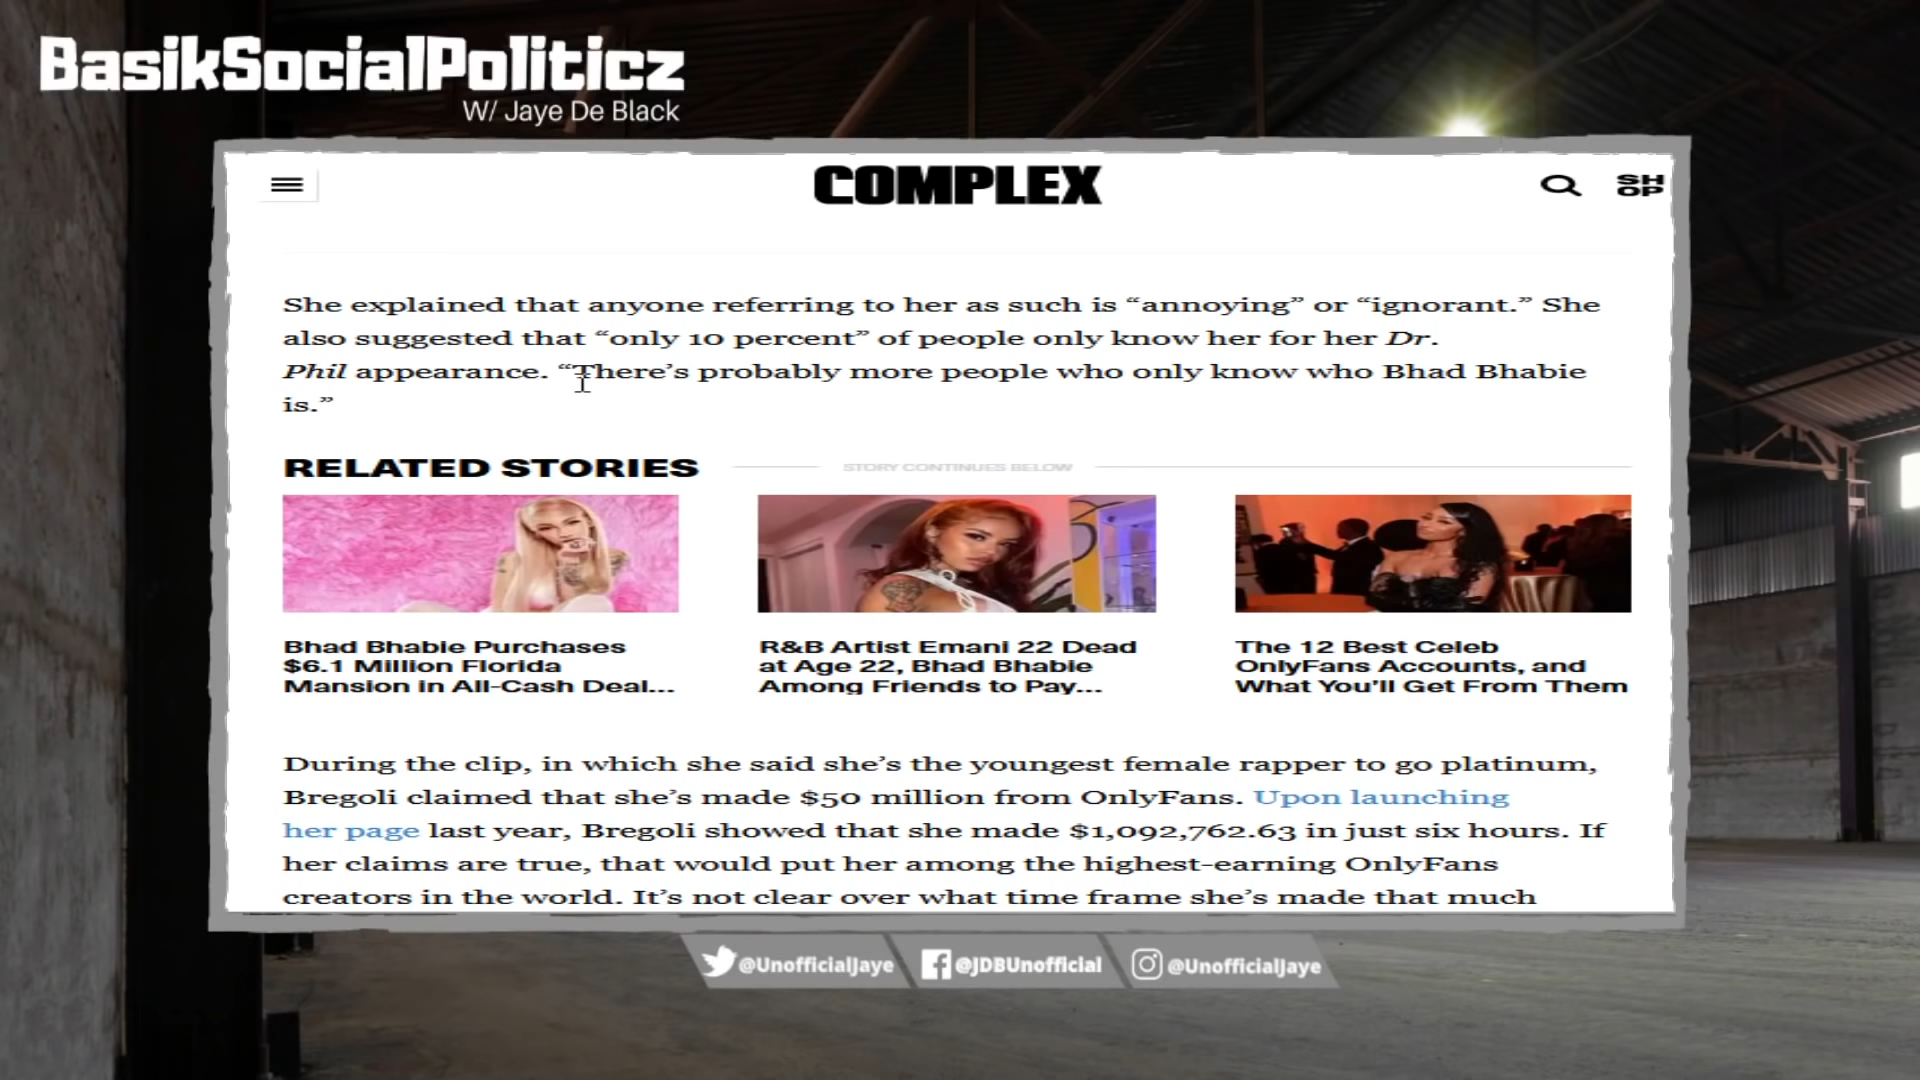 BasikSocialPoliticz
W/ Jaye De Black
COMPLEX
SH
OP
She explained that anyone referring to her as such is “annoying” or “ignorant.” She
also suggested that “only 10 percent” of people only know her for her Dr.
Phil appearance. “There’s probably more people who only know who Bhad Bhabie
is.”
RELATED STORIES
STORY CONTINUES BELOW
Bhad Bhabie Purchases
$6.1 Million Florida
Mansion in All-Cash Deal...
R&B Artist Emani 22 Dead
at Age 22, Bhad Bhabie
Among Friends to Pay...
The 12 Best Celeb
OnlyFans Accounts, and
What You'll Get From Them
During the clip, in which she said she’s the youngest female rapper to go platinum,
Bregoli claimed that she’s made $50 million from OnlyFans. Upon launching
her page last year, Bregoli showed that she made $1,092,762.63 in just six hours. If
her claims are true, that would put her among the highest-earning OnlyFans
creators in the world. It’s not clear over what time frame she’s made that much
@UnofficialJaye
@JDBUnofficial
@UnofficialJaye